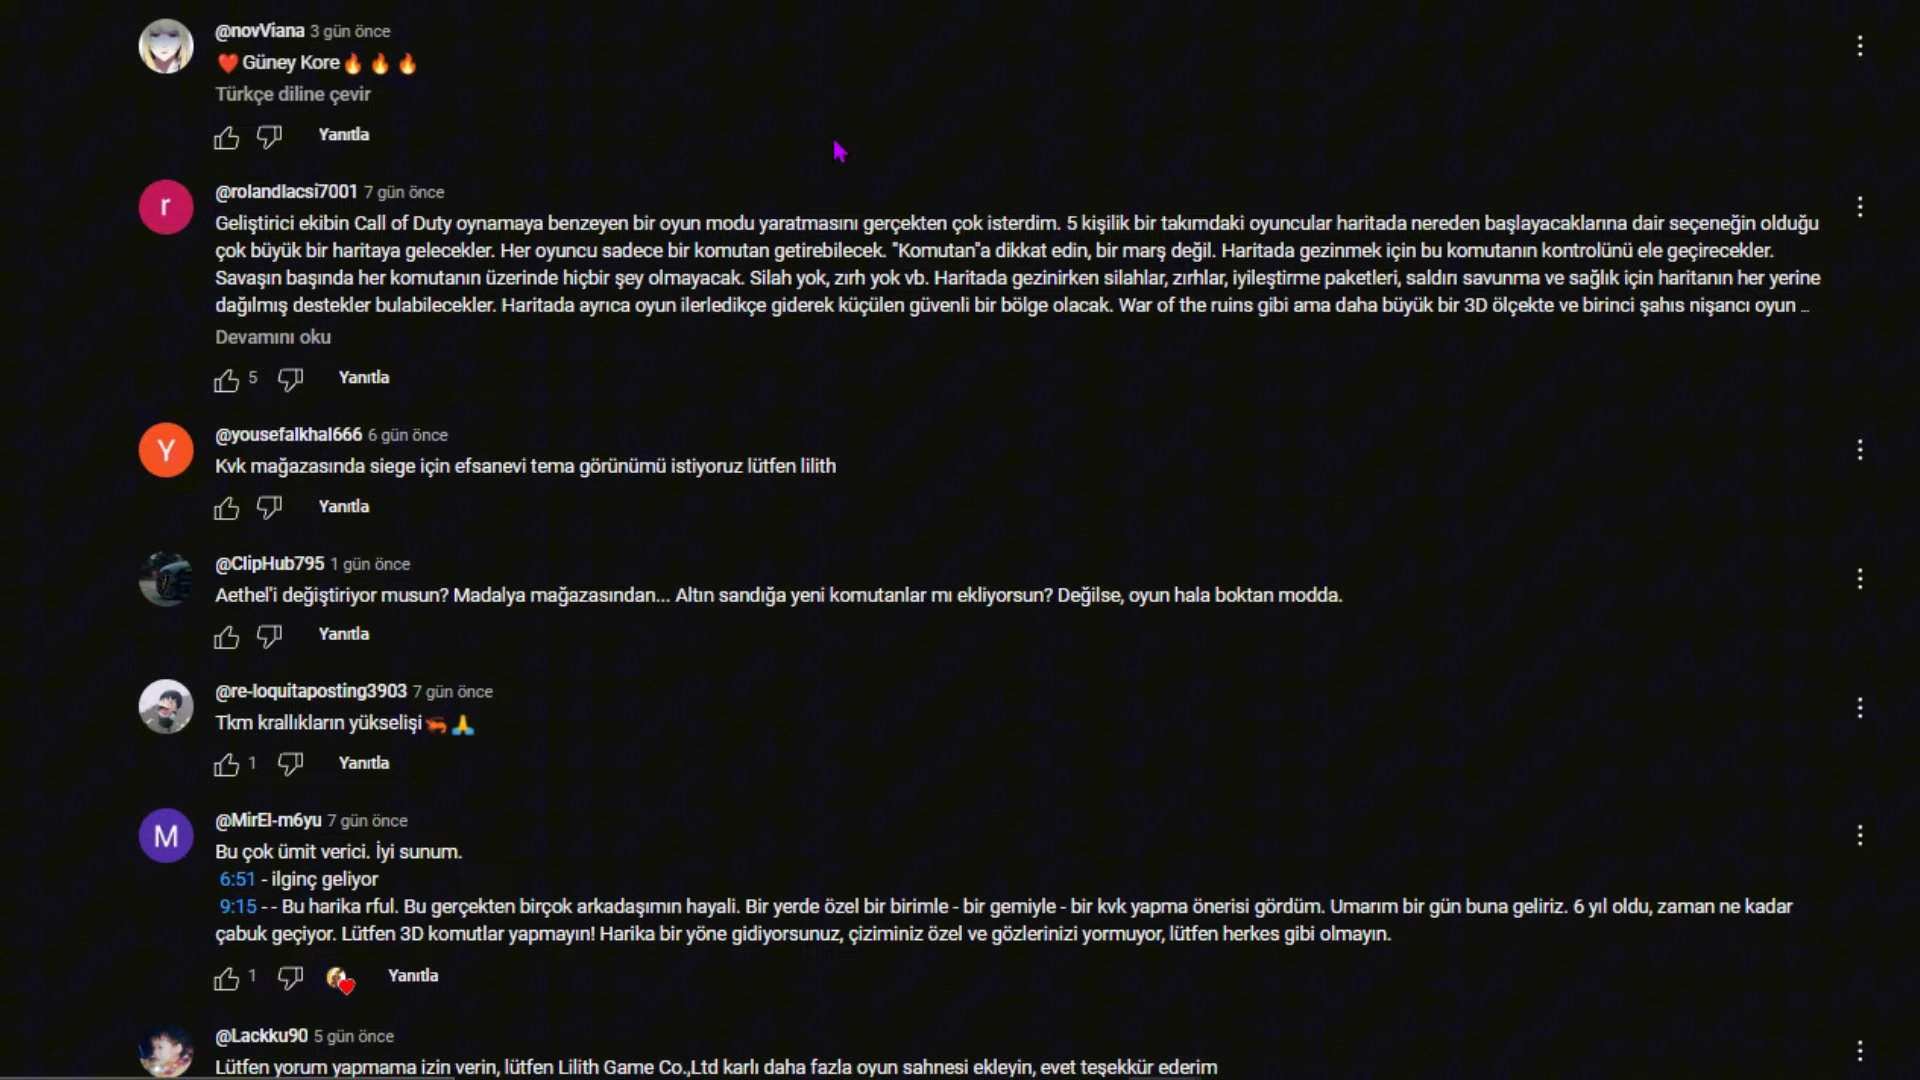 @novViana 3 gün önce
❤️Güney Kore🔥🔥🔥
Türkçe diline çevir
Yanıtla
r
@rolandlacsi7001 7 gün önce
Geliştirici ekibin Call of Duty oynamaya benzeyen bir oyun modu yaratmasını gerçekten çok isterdim. 5 kişilik bir takımdaki oyuncular haritada nereden başlayacaklarına dair seçeneğin olduğu
çok büyük bir haritaya gelecekler. Her oyuncu sadece bir komutan getirebilecek. "Komutan"a dikkat edin, bir marş değil. Haritada gezinmek için bu komutanın kontrolünü ele geçirecekler.
Savaşın başında her komutanın üzerinde hiçbir şey olmayacak. Silah yok, zırh yok vb. Haritada gezinirken silahlar, zırhlar, iyileştirme paketleri, saldırı savunma ve sağlık için haritanın her yerine
dağılmış destekler bulabilecekler. Haritada ayrıca oyun ilerledikçe giderek küçülen güvenli bir bölge olacak. War of the ruins gibi ama daha büyük bir 3D ölçekte ve birinci şahıs nişancı oyun ...
Devamını oku
5 Yanıtla
Y
@yousefalkhal666 6 gün önce
Kvk mağazasında siege için efsanevi tema görünümü istiyoruz lütfen lilith
Yanıtla
@ClipHub795 1 gün önce
Aethel'i değiştiriyor musun? Madalya mağazasından... Altın sandığa yeni komutanlar mı ekliyorsun? Değilse, oyun hala boktan modda.
Yanıtla
@re-loquitaposting3903 7 gün önce
Tkm krallıkların yükselişi🦐🙏
1 Yanıtla
M
@MirEl-m6yu 7 gün önce
Bu çok ümit verici. İyi sunum.
6:51 - ilginç geliyor
9:15 - - Bu harika rful. Bu gerçekten birçok arkadaşımın hayali. Bir yerde özel bir birimle - bir gemiyle - bir kvk yapma önerisi gördüm. Umarım bir gün buna geliriz. 6 yıl oldu, zaman ne kadar
çabuk geçiyor. Lütfen 3D komutlar yapmayın! Harika bir yöne gidiyorsunuz, çiziminiz özel ve gözlerinizi yormuyor, lütfen herkes gibi olmayın.
1 Yanıtla
@Lackku90 5 gün önce
Lütfen yorum yapmama izin verin, lütfen Lilith Game Co.,Ltd karlı daha fazla oyun sahnesi ekleyin, evet teşekkür ederim